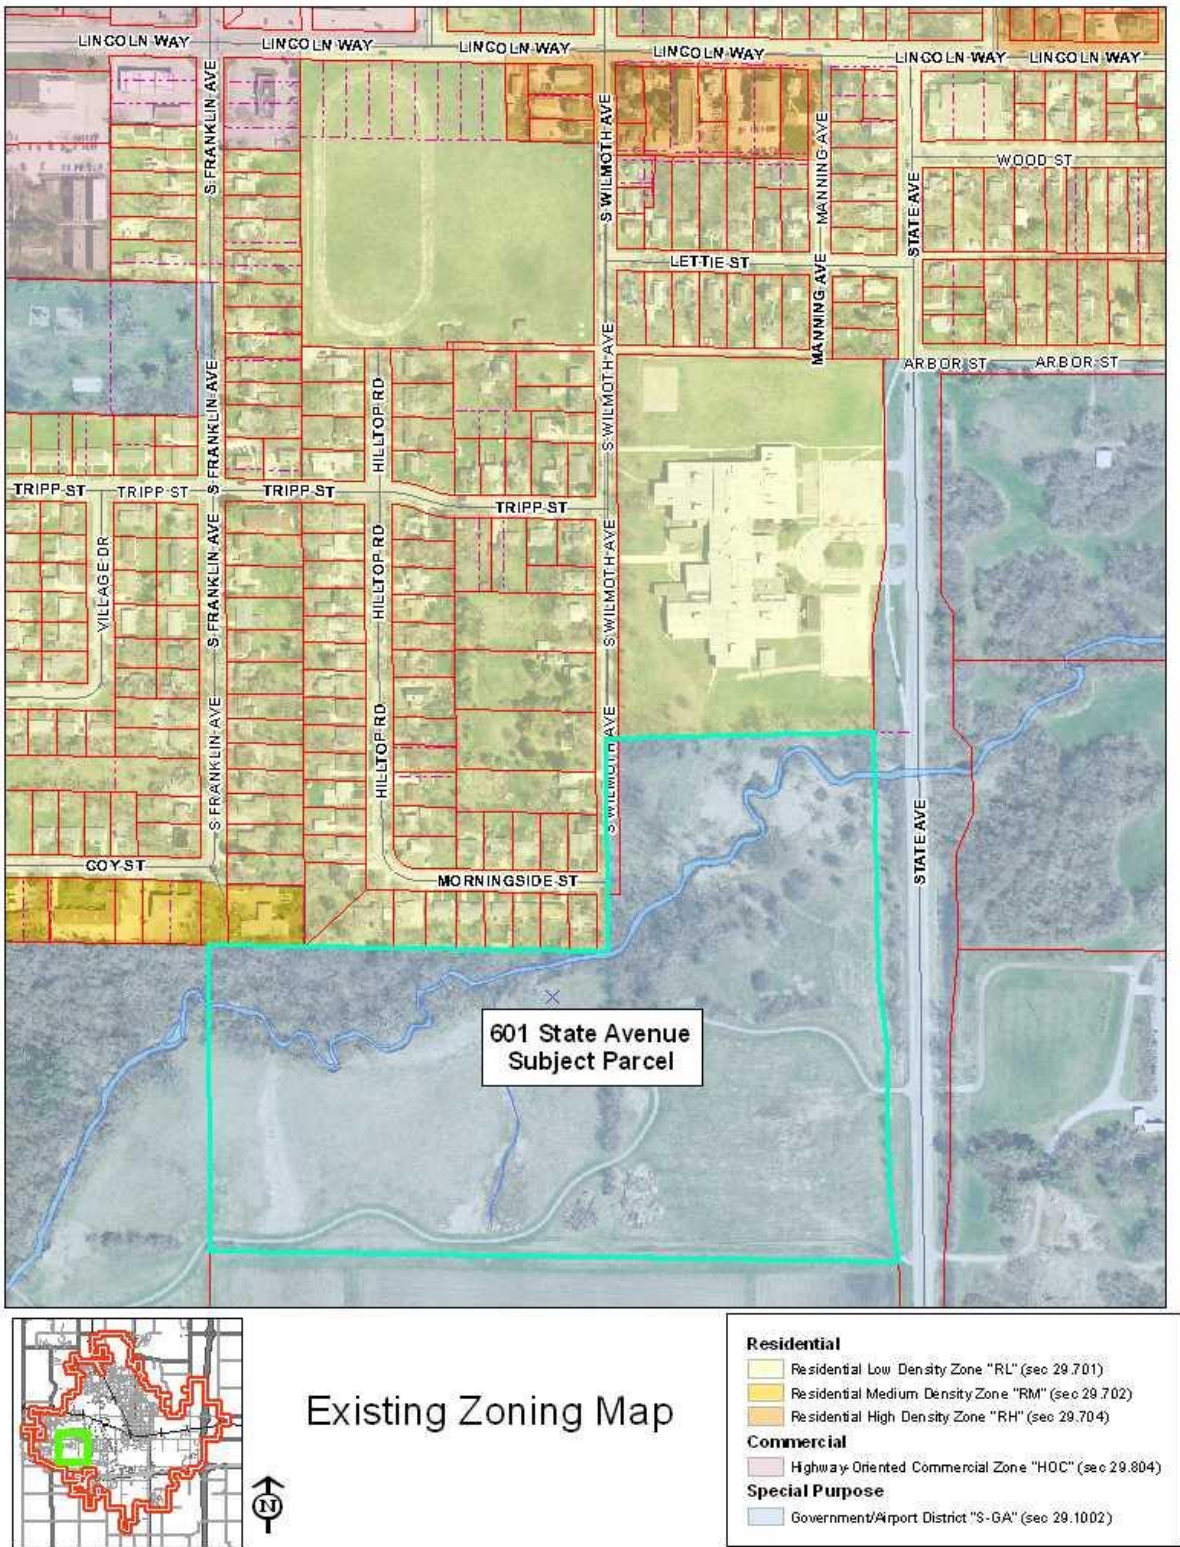 LINCOLN WAY
LINCOLN WAY
LINCOLN WAY
LINCOLN WAY
LINCOLN WAY
LINCOLN WAY
S FRANKLIN AVE
S WILMOTH AVE
MANNING AVE
STATE AVE
WOOD ST
LETTIE ST
MANNING AVE
ARBOR ST
ARBOR ST
S FRANKLIN AVE
HILLTOP RD
S WILMOTH AVE
TRIPP ST
TRIPP ST
TRIPP ST
TRIPP ST
VILLAGE DR
S FRANKLIN AVE
HILLTOP RD
S WILMOTH AVE
S FRANKLIN AVE
HILLTOP RD
S WILMOTH AVE
STATE AVE
COY ST
MORNINGSIDE ST
601 State Avenue
Subject Parcel
Existing Zoning Map
N
Residential
Residential Low Density Zone "RL" (sec 29.701)
Residential Medium Density Zone "RM" (sec 29.702)
Residential High Density Zone "RH" (sec 29.704)
Commercial
Highway-Oriented Commercial Zone "HOC" (sec 29.804)
Special Purpose
Government/Airport District "S-GA" (sec 29.1002)